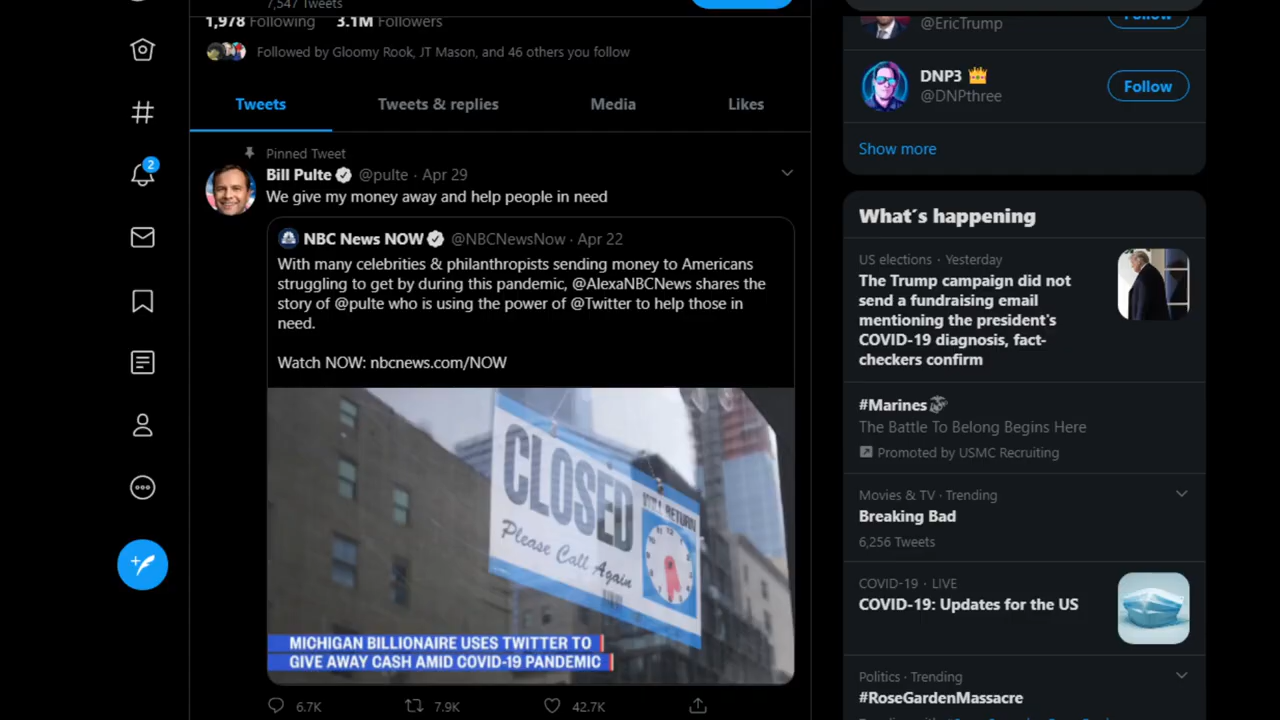 7,547 Tweets
1,978 Following 3.1M Followers
Followed by Gloomy Rook, JT Mason, and 46 others you follow
Tweets Tweets & replies Media Likes
Pinned Tweet
Bill Pulte @pulte · Apr 29
We give my money away and help people in need
NBC News NOW @NBCNewsNow · Apr 22
With many celebrities & philanthropists sending money to Americans
struggling to get by during this pandemic, @AlexaNBCNews shares the
story of @pulte who is using the power of @Twitter to help those in
need.
Watch NOW: nbcnews.com/NOW
CLOSED
Please Call Again
WILL RETURN
MICHIGAN BILLIONAIRE USES TWITTER TO
GIVE AWAY CASH AMID COVID-19 PANDEMIC
6.7K 7.9K 42.7K
2
@EricTrump
Follow
DNP3
@DNPthree
Follow
Show more
What´s happening
US elections · Yesterday
The Trump campaign did not
send a fundraising email
mentioning the president's
COVID-19 diagnosis, fact-
checkers confirm
#Marines
The Battle To Belong Begins Here
Promoted by USMC Recruiting
Movies & TV · Trending
Breaking Bad
6,256 Tweets
COVID-19 · LIVE
COVID-19: Updates for the US
Politics · Trending
#RoseGardenMassacre